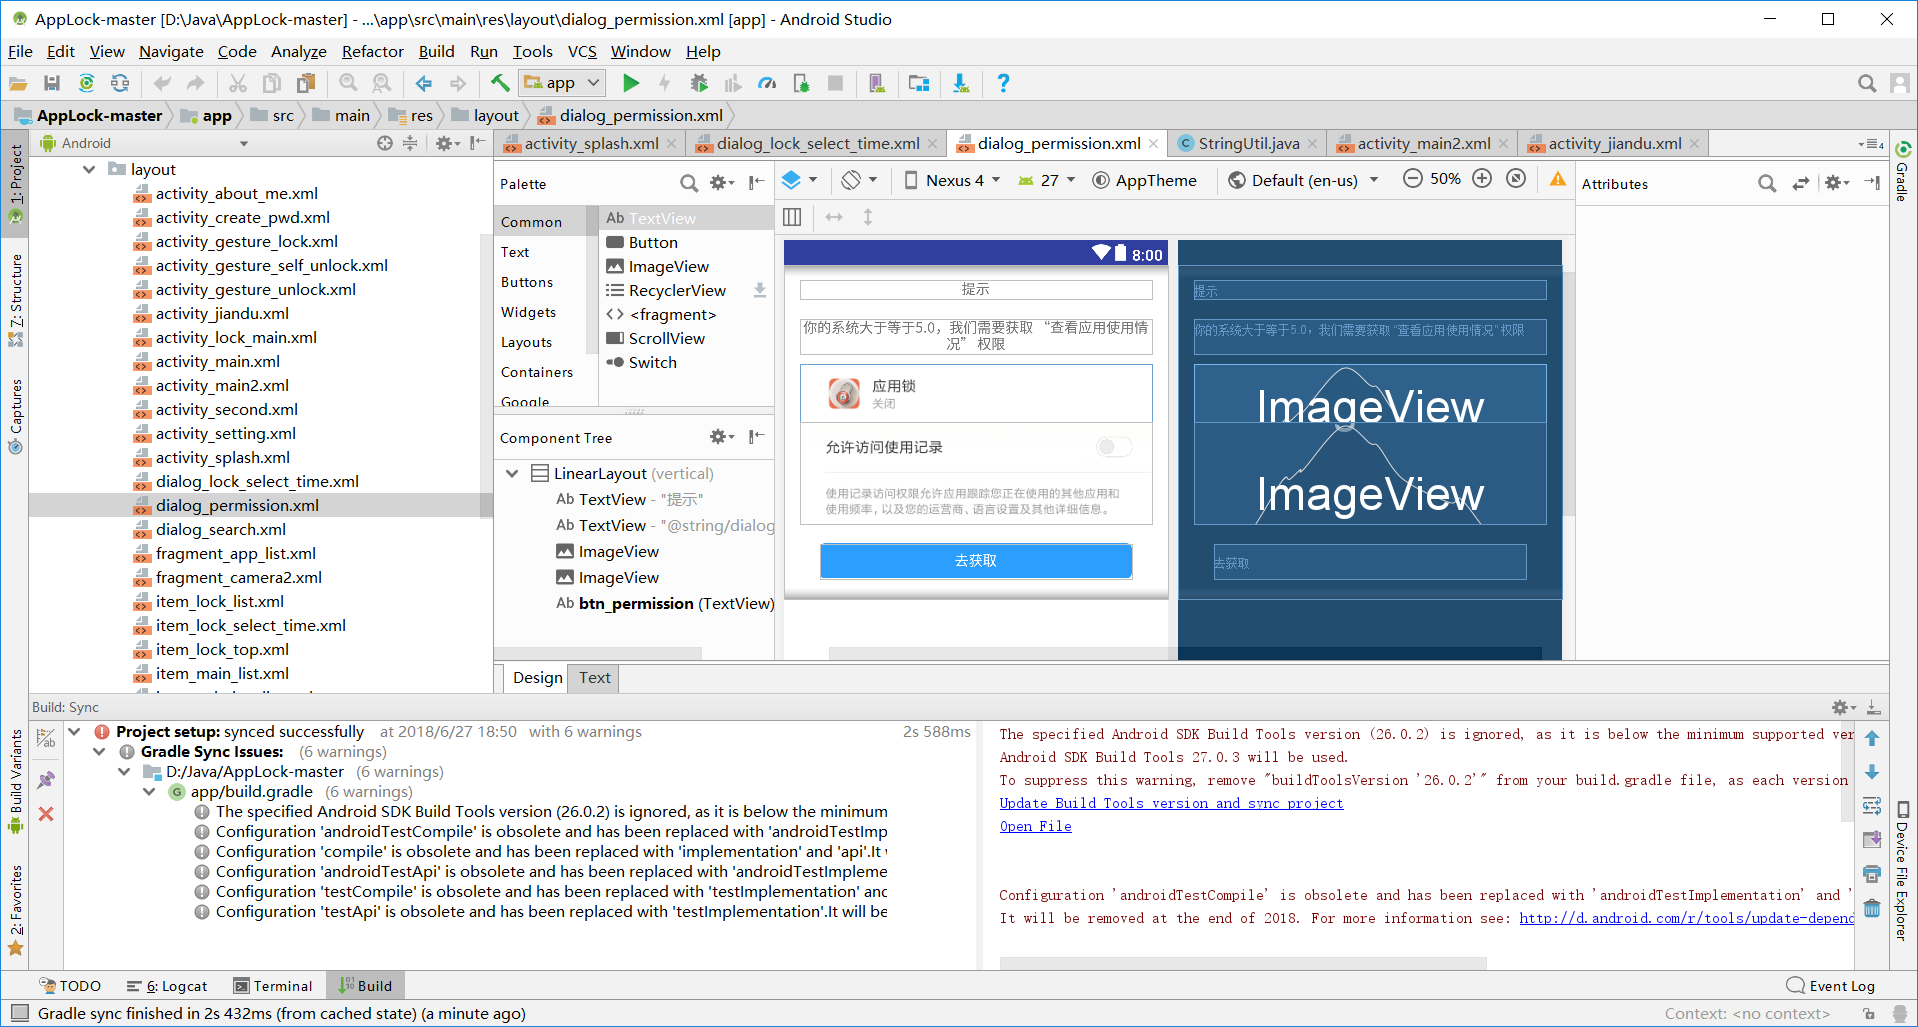 AppLock-master [D:\Java\AppLock-master] - ...\app\src\main\res\layout\dialog_permission.xml [app] - Android Studio
File Edit View Navigate Code Analyze Refactor Build Run Tools VCS Window Help
app
AppLock-master app src main res layout dialog_permission.xml
Android
activity_splash.xml dialog_lock_select_time.xml dialog_permission.xml StringUtil.java activity_main2.xml activity_jiandu.xml
4
1: Project
7: Structure
Captures
Build Variants
2: Favorites
layout
activity_about_me.xml
activity_create_pwd.xml
activity_gesture_lock.xml
activity_gesture_self_unlock.xml
activity_gesture_unlock.xml
activity_jiandu.xml
activity_lock_main.xml
activity_main.xml
activity_main2.xml
activity_second.xml
activity_setting.xml
activity_splash.xml
dialog_lock_select_time.xml
dialog_permission.xml
dialog_search.xml
fragment_app_list.xml
fragment_camera2.xml
item_lock_list.xml
item_lock_select_time.xml
item_lock_top.xml
item_main_list.xml
Palette
Common
Text
Buttons
Widgets
Layouts
Containers
Google
Ab TextView
Button
ImageView
RecyclerView
<fragment>
ScrollView
Switch
Component Tree
LinearLayout (vertical)
Ab TextView - "提示"
Ab TextView - "@string/dialog
ImageView
ImageView
Ab btn_permission (TextView)
Nexus 4 27 AppTheme Default (en-us) 50%
8:00
提示
你的系统大于等于5.0，我们需要获取 “查看应用使用情
况” 权限
应用锁
关闭
允许访问使用记录
使用记录访问权限允许应用跟踪您正在使用的其他应用和
使用频率，以及您的运营商、语言设置及其他详细信息。
去获取
提示
你的系统大于等于5.0，我们需要获取 “查看应用使用情况” 权限
ImageView
ImageView
去获取
Attributes
Gradle
Device File Explorer
Design Text
Build: Sync
Project setup: synced successfully at 2018/6/27 18:50 with 6 warnings 2s 588ms
Gradle Sync Issues: (6 warnings)
D:/Java/AppLock-master (6 warnings)
app/build.gradle (6 warnings)
The specified Android SDK Build Tools version (26.0.2) is ignored, as it is below the minimum
Configuration 'androidTestCompile' is obsolete and has been replaced with 'androidTestImp
Configuration 'compile' is obsolete and has been replaced with 'implementation' and 'api'.It
Configuration 'androidTestApi' is obsolete and has been replaced with 'androidTestImpleme
Configuration 'testCompile' is obsolete and has been replaced with 'testImplementation' and
Configuration 'testApi' is obsolete and has been replaced with 'testImplementation'.It will be
The specified Android SDK Build Tools version (26.0.2) is ignored, as it is below the minimum supported ver
Android SDK Build Tools 27.0.3 will be used.
To suppress this warning, remove "buildToolsVersion '26.0.2'" from your build.gradle file, as each version
Update Build Tools version and sync project
Open File
Configuration 'androidTestCompile' is obsolete and has been replaced with 'androidTestImplementation' and '
It will be removed at the end of 2018. For more information see: http://d.android.com/r/tools/update-depend
TODO 6: Logcat Terminal Build Event Log
Gradle sync finished in 2s 432ms (from cached state) (a minute ago) Context: <no context>